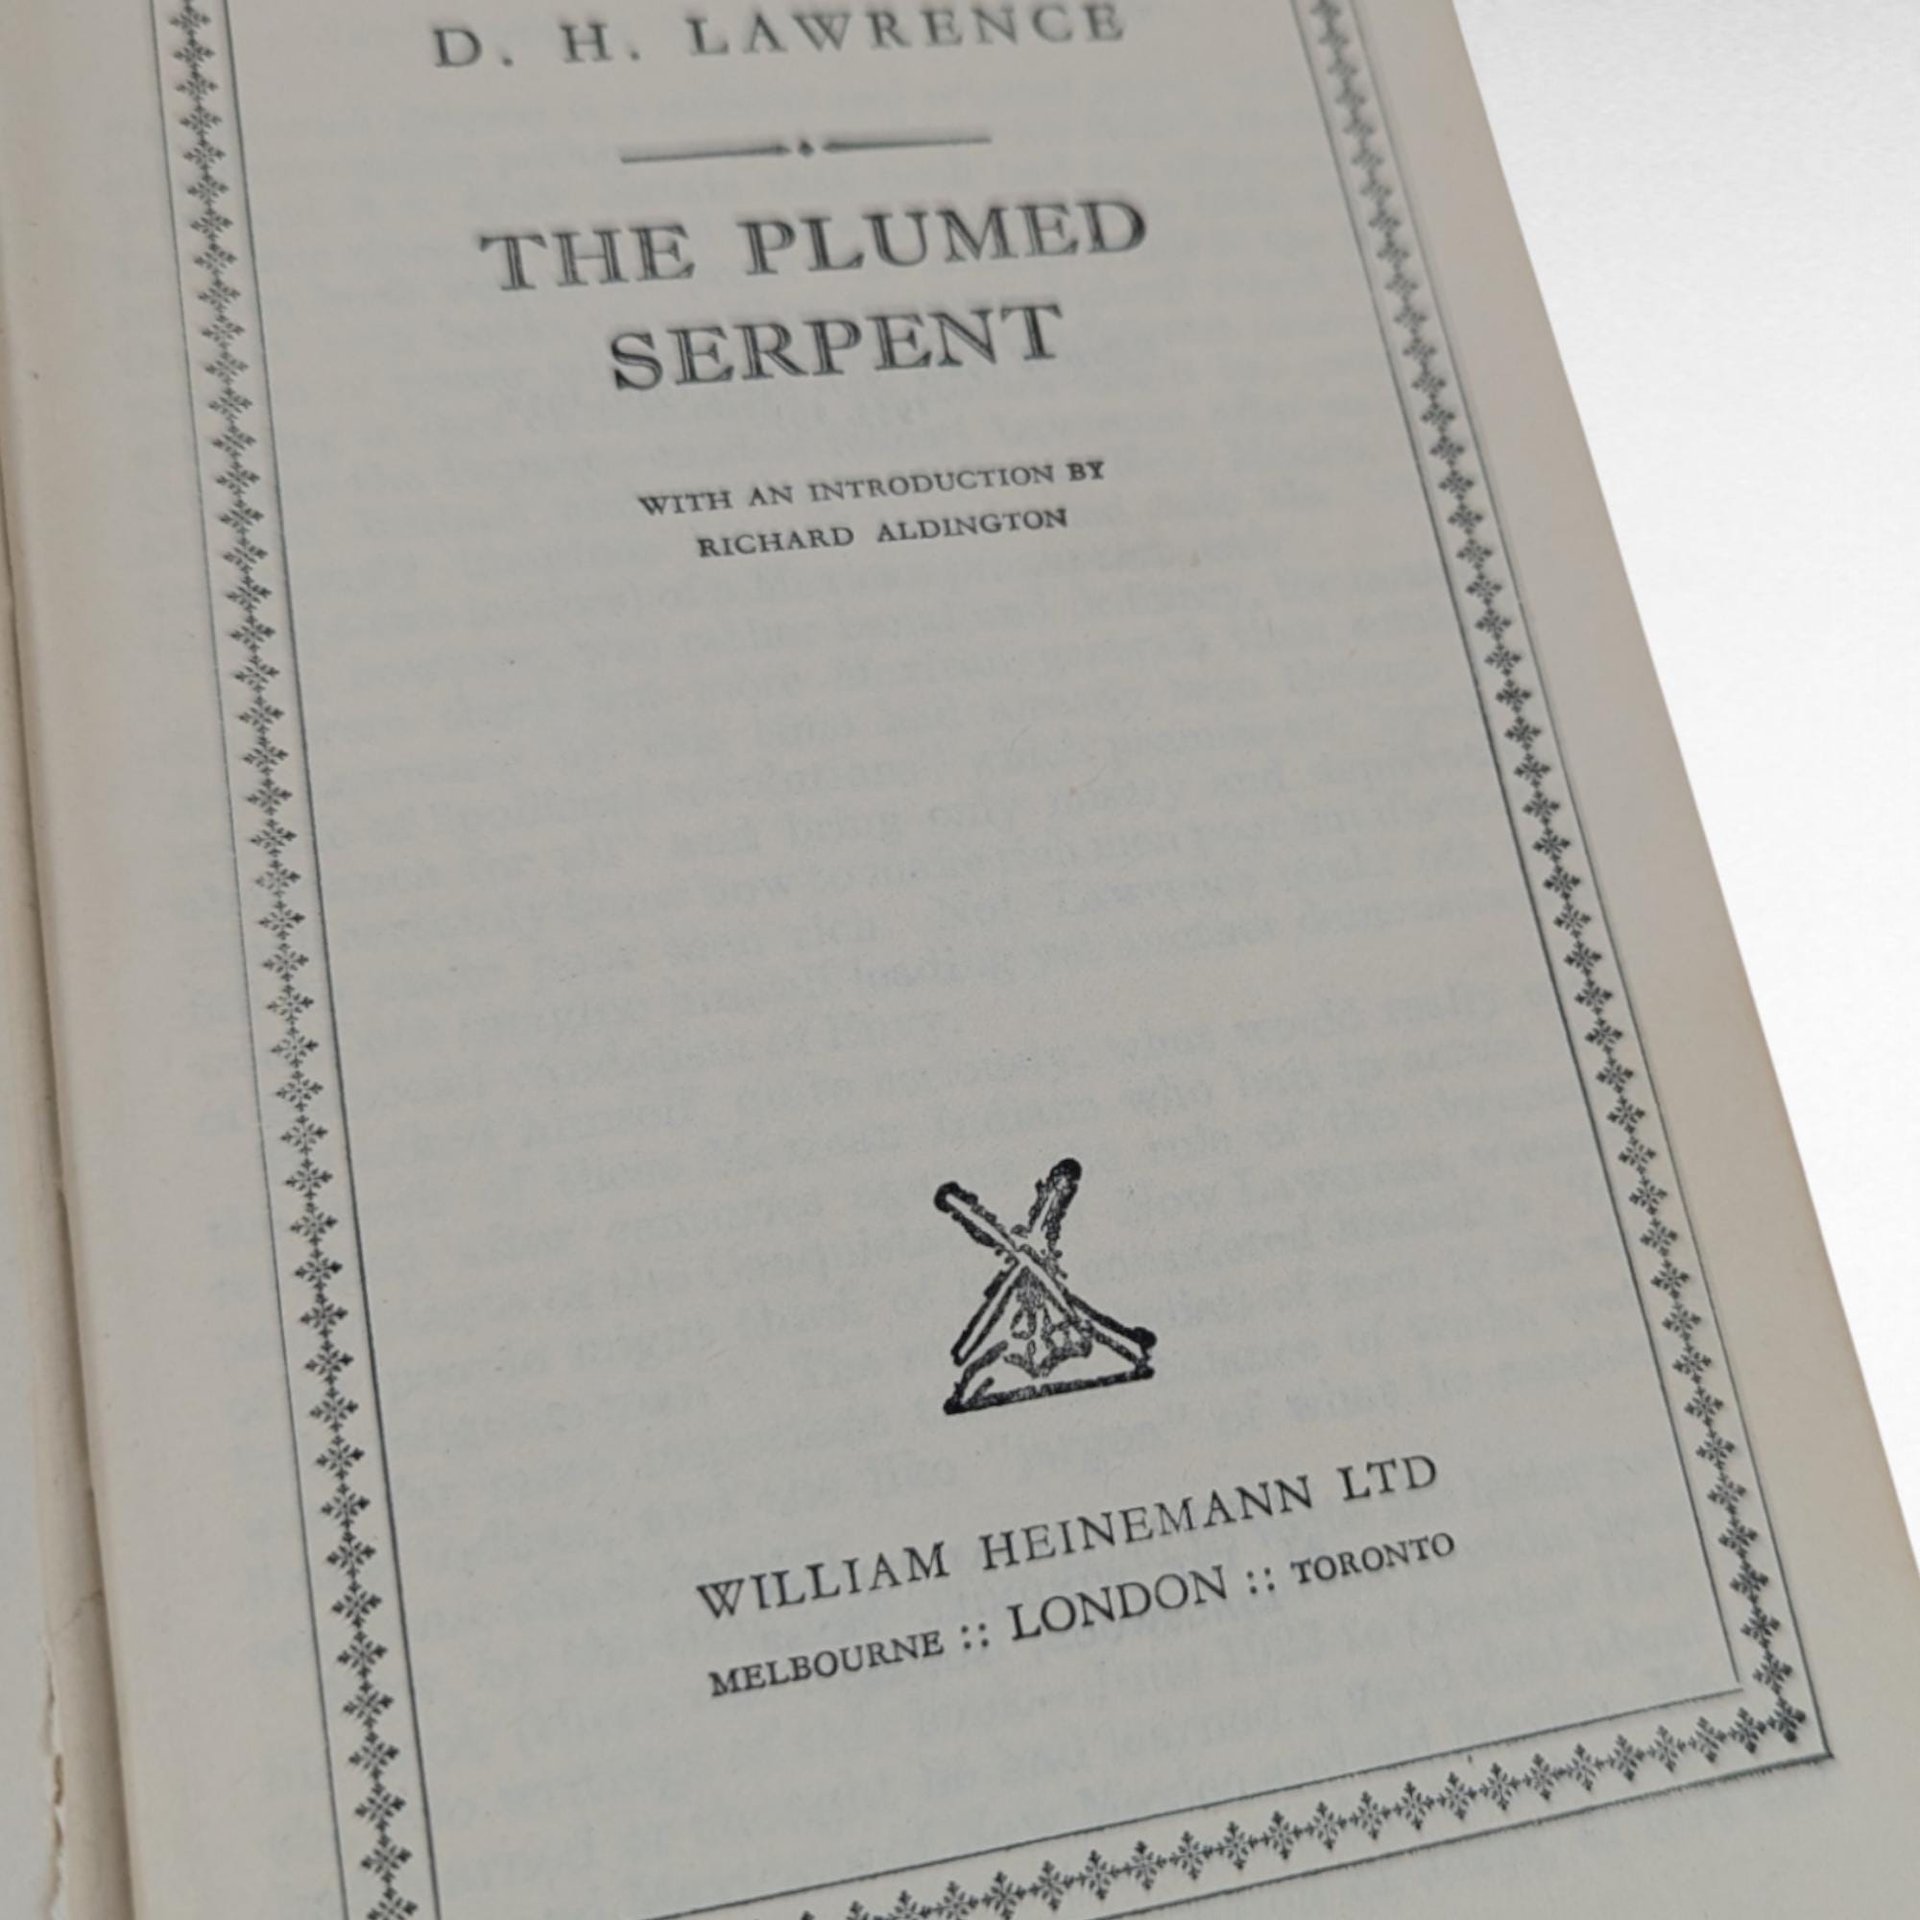 D. H. LAWRENCE
THE PLUMED
SERPENT
WITH AN INTRODUCTION BY
RICHARD ALDINGTON
WILLIAM HEINEMANN LTD
MELBOURNE :: LONDON :: TORONTO